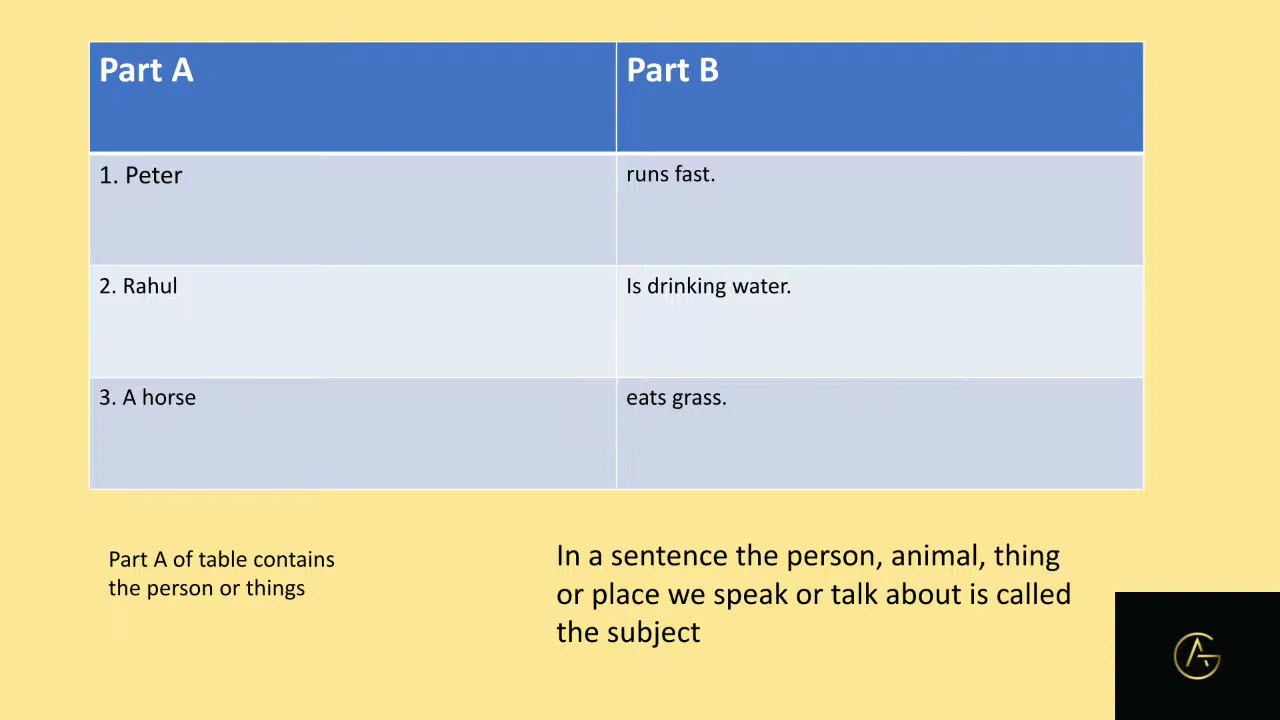 Part A
Part B
1. Peter
runs fast.
2. Rahul
Is drinking water.
3. A horse
eats grass.
Part A of table contains
the person or things
In a sentence the person, animal, thing
or place we speak or talk about is called
the subject